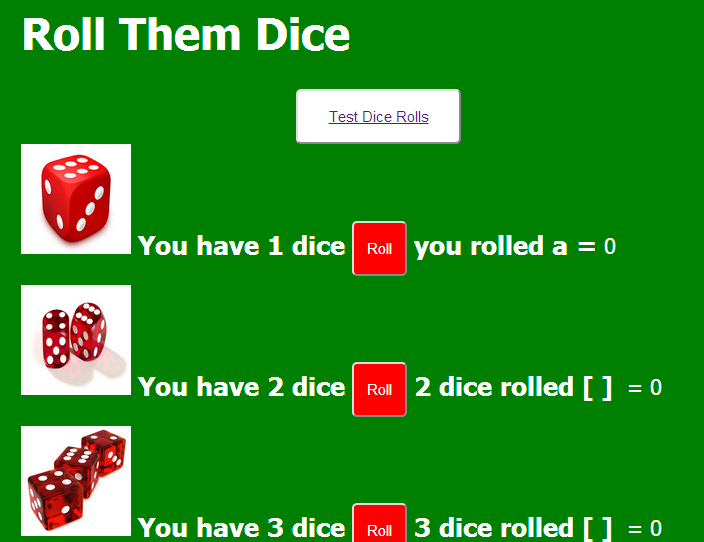 Roll Them Dice
Test Dice Rolls
You have 1 dice Roll you rolled a = 0
You have 2 dice Roll 2 dice rolled [ ] = 0
You have 3 dice Roll 3 dice rolled [ ] = 0